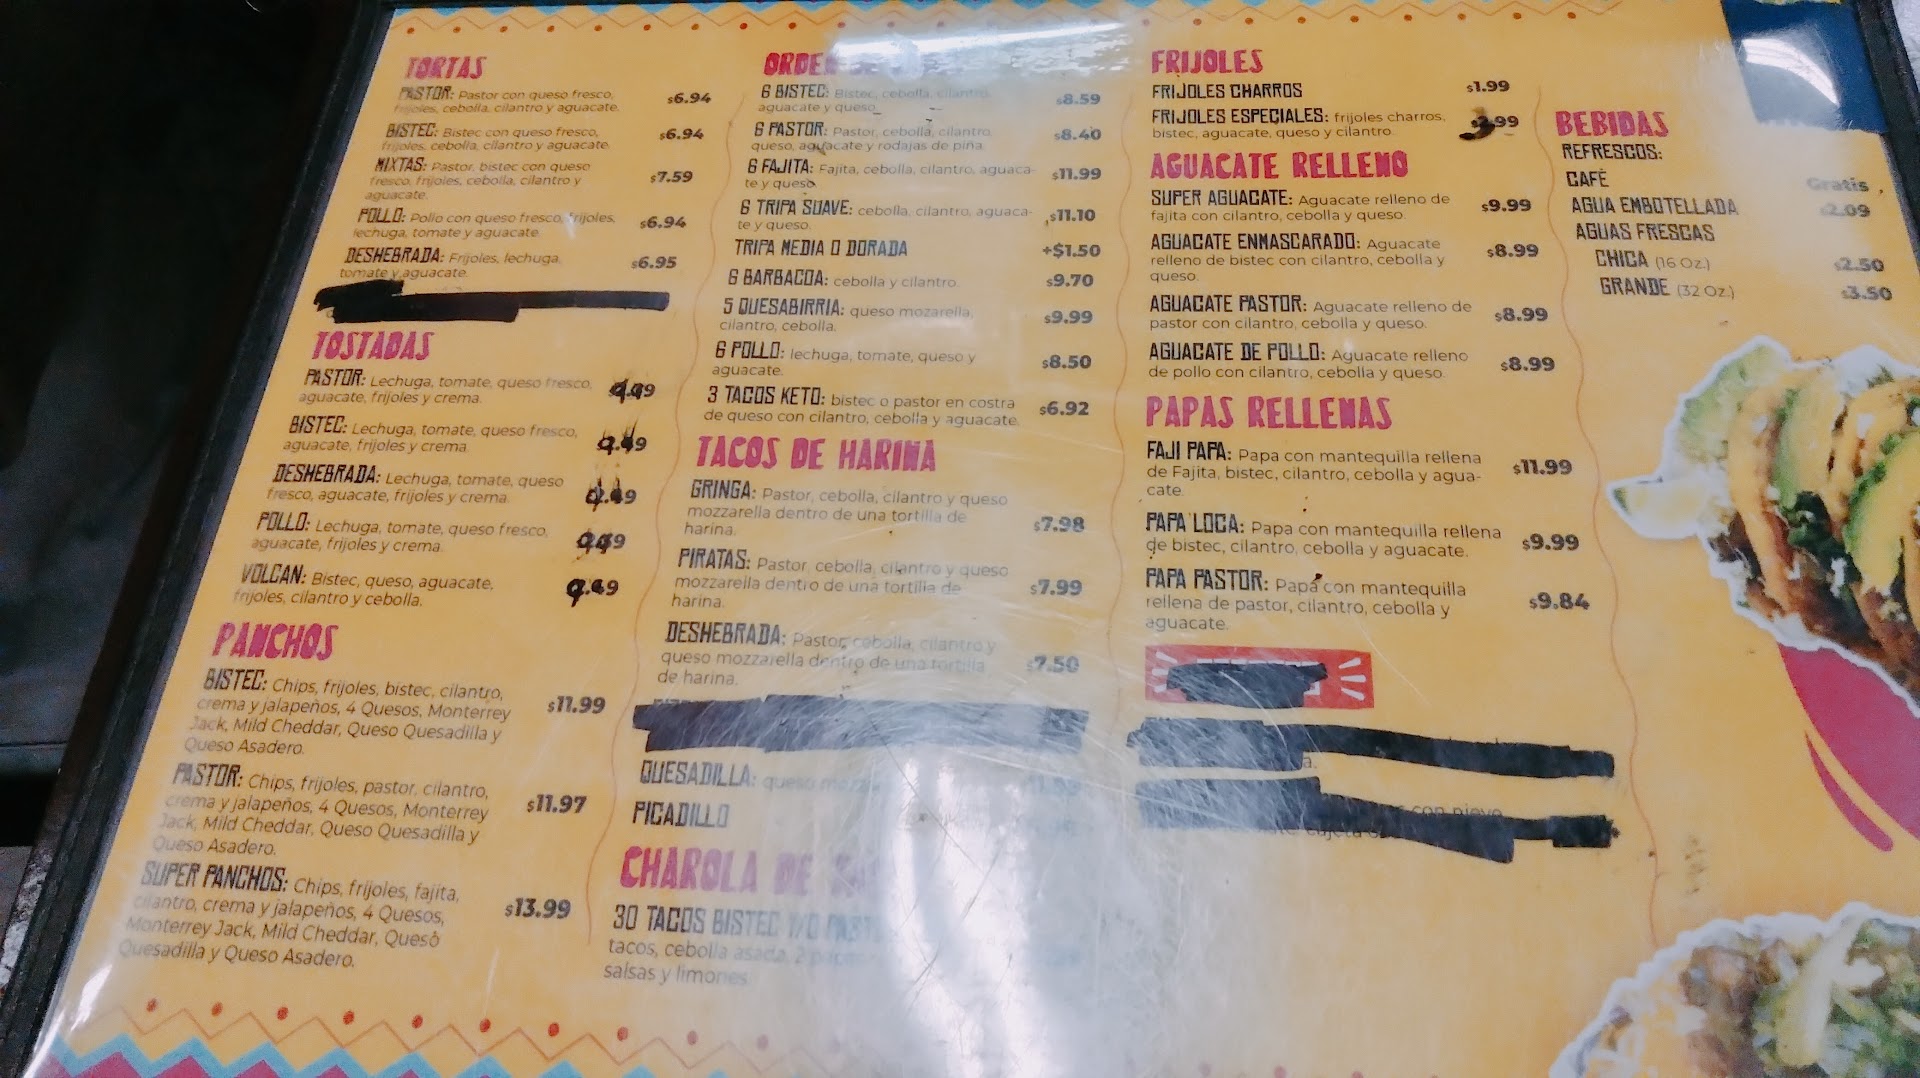 TORTAS
PASTOR: Pastor con queso fresco, $6.94
frijoles, cebolla, cilantro y aguacate.
BISTEC: Bistec con queso fresco, $6.94
frijoles, cebolla, cilantro y aguacate.
MIXTAS: Pastor, bistec con queso
fresco, frijoles, cebolla, cilantro y $7.59
aguacate.
POLLO: Pollo con queso fresco, frijoles, $6.94
lechuga, tomate y aguacate.
DESHEBRADA: Frijoles, lechuga, $6.95
tomate y aguacate.
TOSTADAS
PASTOR: Lechuga, tomate, queso fresco,
aguacate, frijoles y crema.
BISTEC: Lechuga, tomate, queso fresco,
aguacate, frijoles y crema.
DESHEBRADA: Lechuga, tomate, queso
fresco, aguacate, frijoles y crema.
POLLO: Lechuga, tomate, queso fresco,
aguacate, frijoles y crema.
VOLCAN: Bistec, queso, aguacate,
frijoles, cilantro y cebolla.
PANCHOS
BISTEC: Chips, frijoles, bistec, cilantro,
crema y jalapeños, 4 Quesos, Monterrey $11.99
Jack, Mild Cheddar, Queso Quesadilla y
Queso Asadero.
PASTOR: Chips, frijoles, pastor, cilantro,
crema y jalapeños, 4 Quesos, Monterrey $11.97
Jack, Mild Cheddar, Queso Quesadilla y
Queso Asadero.
SUPER PANCHOS: Chips, frijoles, fajita,
cilantro, crema y jalapeños, 4 Quesos, $13.99
Monterrey Jack, Mild Cheddar, Queso
Quesadilla y Queso Asadero.
ORDEN
6 BISTEC: Bistec, cebolla, cilantro, $8.59
aguacate y queso
6 PASTOR: Pastor, cebolla, cilantro, $8.40
queso, aguacate y rodajas de piña
6 FAJITA: Fajita, cebolla, cilantro, aguaca- $11.99
te y queso
6 TRIPA SUAVE: cebolla, cilantro, aguaca- $11.10
te y queso.
TRIPA MEDIA O DORADA +$1.50
6 BARBACOA: cebolla y cilantro. $9.70
5 QUESABIRRIA: queso mozarella, $9.99
cilantro, cebolla.
6 POLLO: lechuga, tomate, queso y $8.50
aguacate.
3 TACOS KETO: bistec o pastor en costra $6.92
de queso con cilantro, cebolla y aguacate.
TACOS DE HARINA
GRINGA: Pastor, cebolla, cilantro y queso
mozzarella dentro de una tortilla de $7.98
harina.
PIRATAS: Pastor, cebolla, cilantro y queso
mozzarella dentro de una tortilla de $7.99
harina.
DESHEBRADA: Pastor, cebolla, cilantro y
queso mozzarella dentro de una tortilla $7.50
de harina.
QUESADILLA: queso
PICADILLO
CHAROLA DE
30 TACOS BISTEC Y/O
tacos, cebolla asada, 2
salsas y limones
FRIJOLES
FRIJOLES CHARROS $1.99
FRIJOLES ESPECIALES: frijoles charros,
bistec, aguacate, queso y cilantro.
AGUACATE RELLENO
SUPER AGUACATE: Aguacate relleno de $9.99
fajita con cilantro, cebolla y queso
AGUACATE ENMASCARADO: Aguacate $8.99
relleno de bistec con cilantro, cebolla y
queso.
AGUACATE PASTOR: Aguacate relleno de $8.99
pastor con cilantro, cebolla y queso.
AGUACATE DE POLLO: Aguacate relleno $8.99
de pollo con cilantro, cebolla y queso.
PAPAS RELLENAS
FAJI PAPA: Papa con mantequilla rellena $11.99
de Fajita, bistec, cilantro, cebolla y agua-
cate.
PAPA LOCA: Papa con mantequilla rellena $9.99
de bistec, cilantro, cebolla y aguacate.
PAPA PASTOR: Papa con mantequilla
rellena de pastor, cilantro, cebolla y $9.84
aguacate.
BEBIDAS
REFRESCOS:
CAFÉ Gratis
AGUA EMBOTELLADA $2.09
AGUAS FRESCAS
CHICA (16 Oz.) $2.50
GRANDE (32 Oz.) $3.50